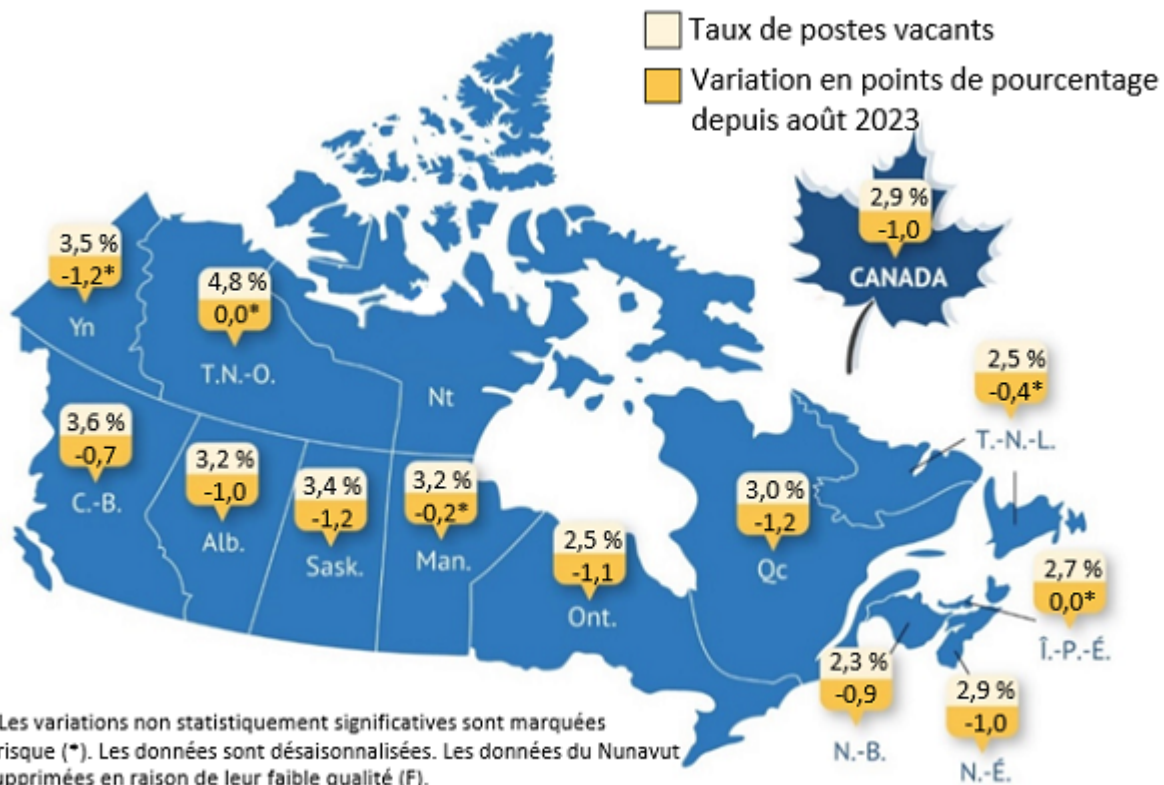 Taux de postes vacants
Variation en points de pourcentage
depuis août 2023
2,9 %
-1,0
CANADA
3,5 %
-1,2*
Yn
4,8 %
0,0*
T.N.-O.
Nt
2,5 %
-0,4*
T.-N.-L.
3,6 %
-0,7
C.-B.
3,2 %
-1,0
Alb.
3,4 %
-1,2
Sask.
3,2 %
-0,2*
Man.
2,5 %
-1,1
Ont.
3,0 %
-1,2
Qc
2,7 %
0,0*
Î.-P.-É.
2,3 %
-0,9
N.-B.
2,9 %
-1,0
N.-É.
Les variations non statistiquement significatives sont marquées
risque (*). Les données sont désaisonnalisées. Les données du Nunavut
upprimées en raison de leur faible qualité (F).